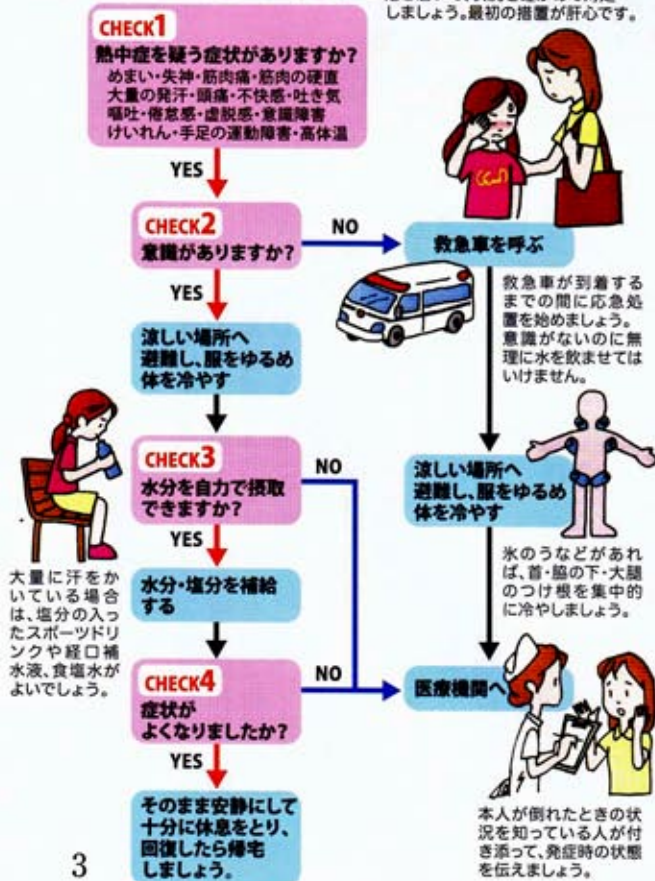 しましょう。最初の措置が肝心です。
CHECK1
熱中症を疑う症状がありますか？
めまい・失神・筋肉痛・筋肉の硬直
大量の発汗・頭痛・不快感・吐き気
嘔吐・倦怠感・虚脱感・意識障害
けいれん・手足の運動障害・高体温
YES
CHECK2
意識がありますか？
NO
救急車を呼ぶ
救急車が到着する
までの間に応急処
置を始めましょう。
意識がないのに無
理に水を飲ませては
いけません。
YES
涼しい場所へ
避難し、服をゆるめ
体を冷やす
CHECK3
水分を自力で摂取
できますか？
NO
涼しい場所へ
避難し、服をゆるめ
体を冷やす
氷のうなどがあれ
ば、首・脇の下・大腿
のつけ根を集中的
に冷やしましょう。
YES
大量に汗をか
いている場合
は、塩分の入っ
たスポーツドリ
ンクや経口補
水液、食塩水が
よいでしょう。
水分・塩分を補給
する
CHECK4
症状が
よくなりましたか？
NO
医療機関へ
YES
そのまま安静にして
十分に休息をとり、
回復したら帰宅
しましょう。
本人が倒れたときの状
況を知っている人が付
き添って、発症時の状態
を伝えましょう。
3